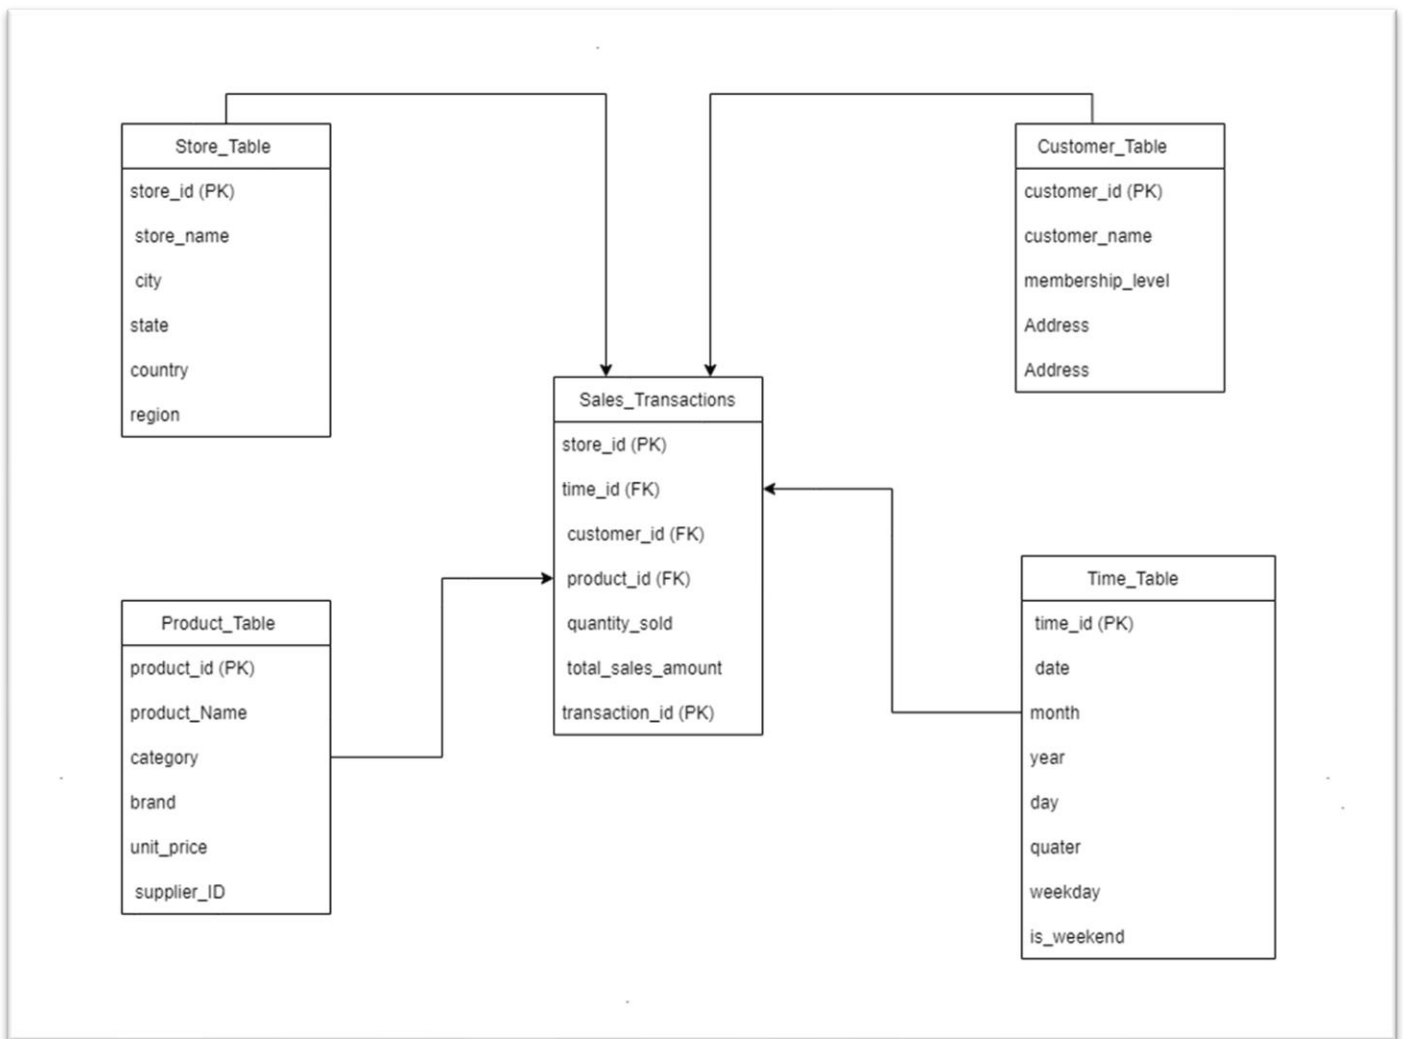 Store_Table
store_id (PK)
store_name
city
state
country
region
Customer_Table
customer_id (PK)
customer_name
membership_level
Address
Address
Sales_Transactions
store_id (PK)
time_id (FK)
customer_id (FK)
product_id (FK)
quantity_sold
total_sales_amount
transaction_id (PK)
Product_Table
product_id (PK)
product_Name
category
brand
unit_price
supplier_ID
Time_Table
time_id (PK)
date
month
year
day
quater
weekday
is_weekend